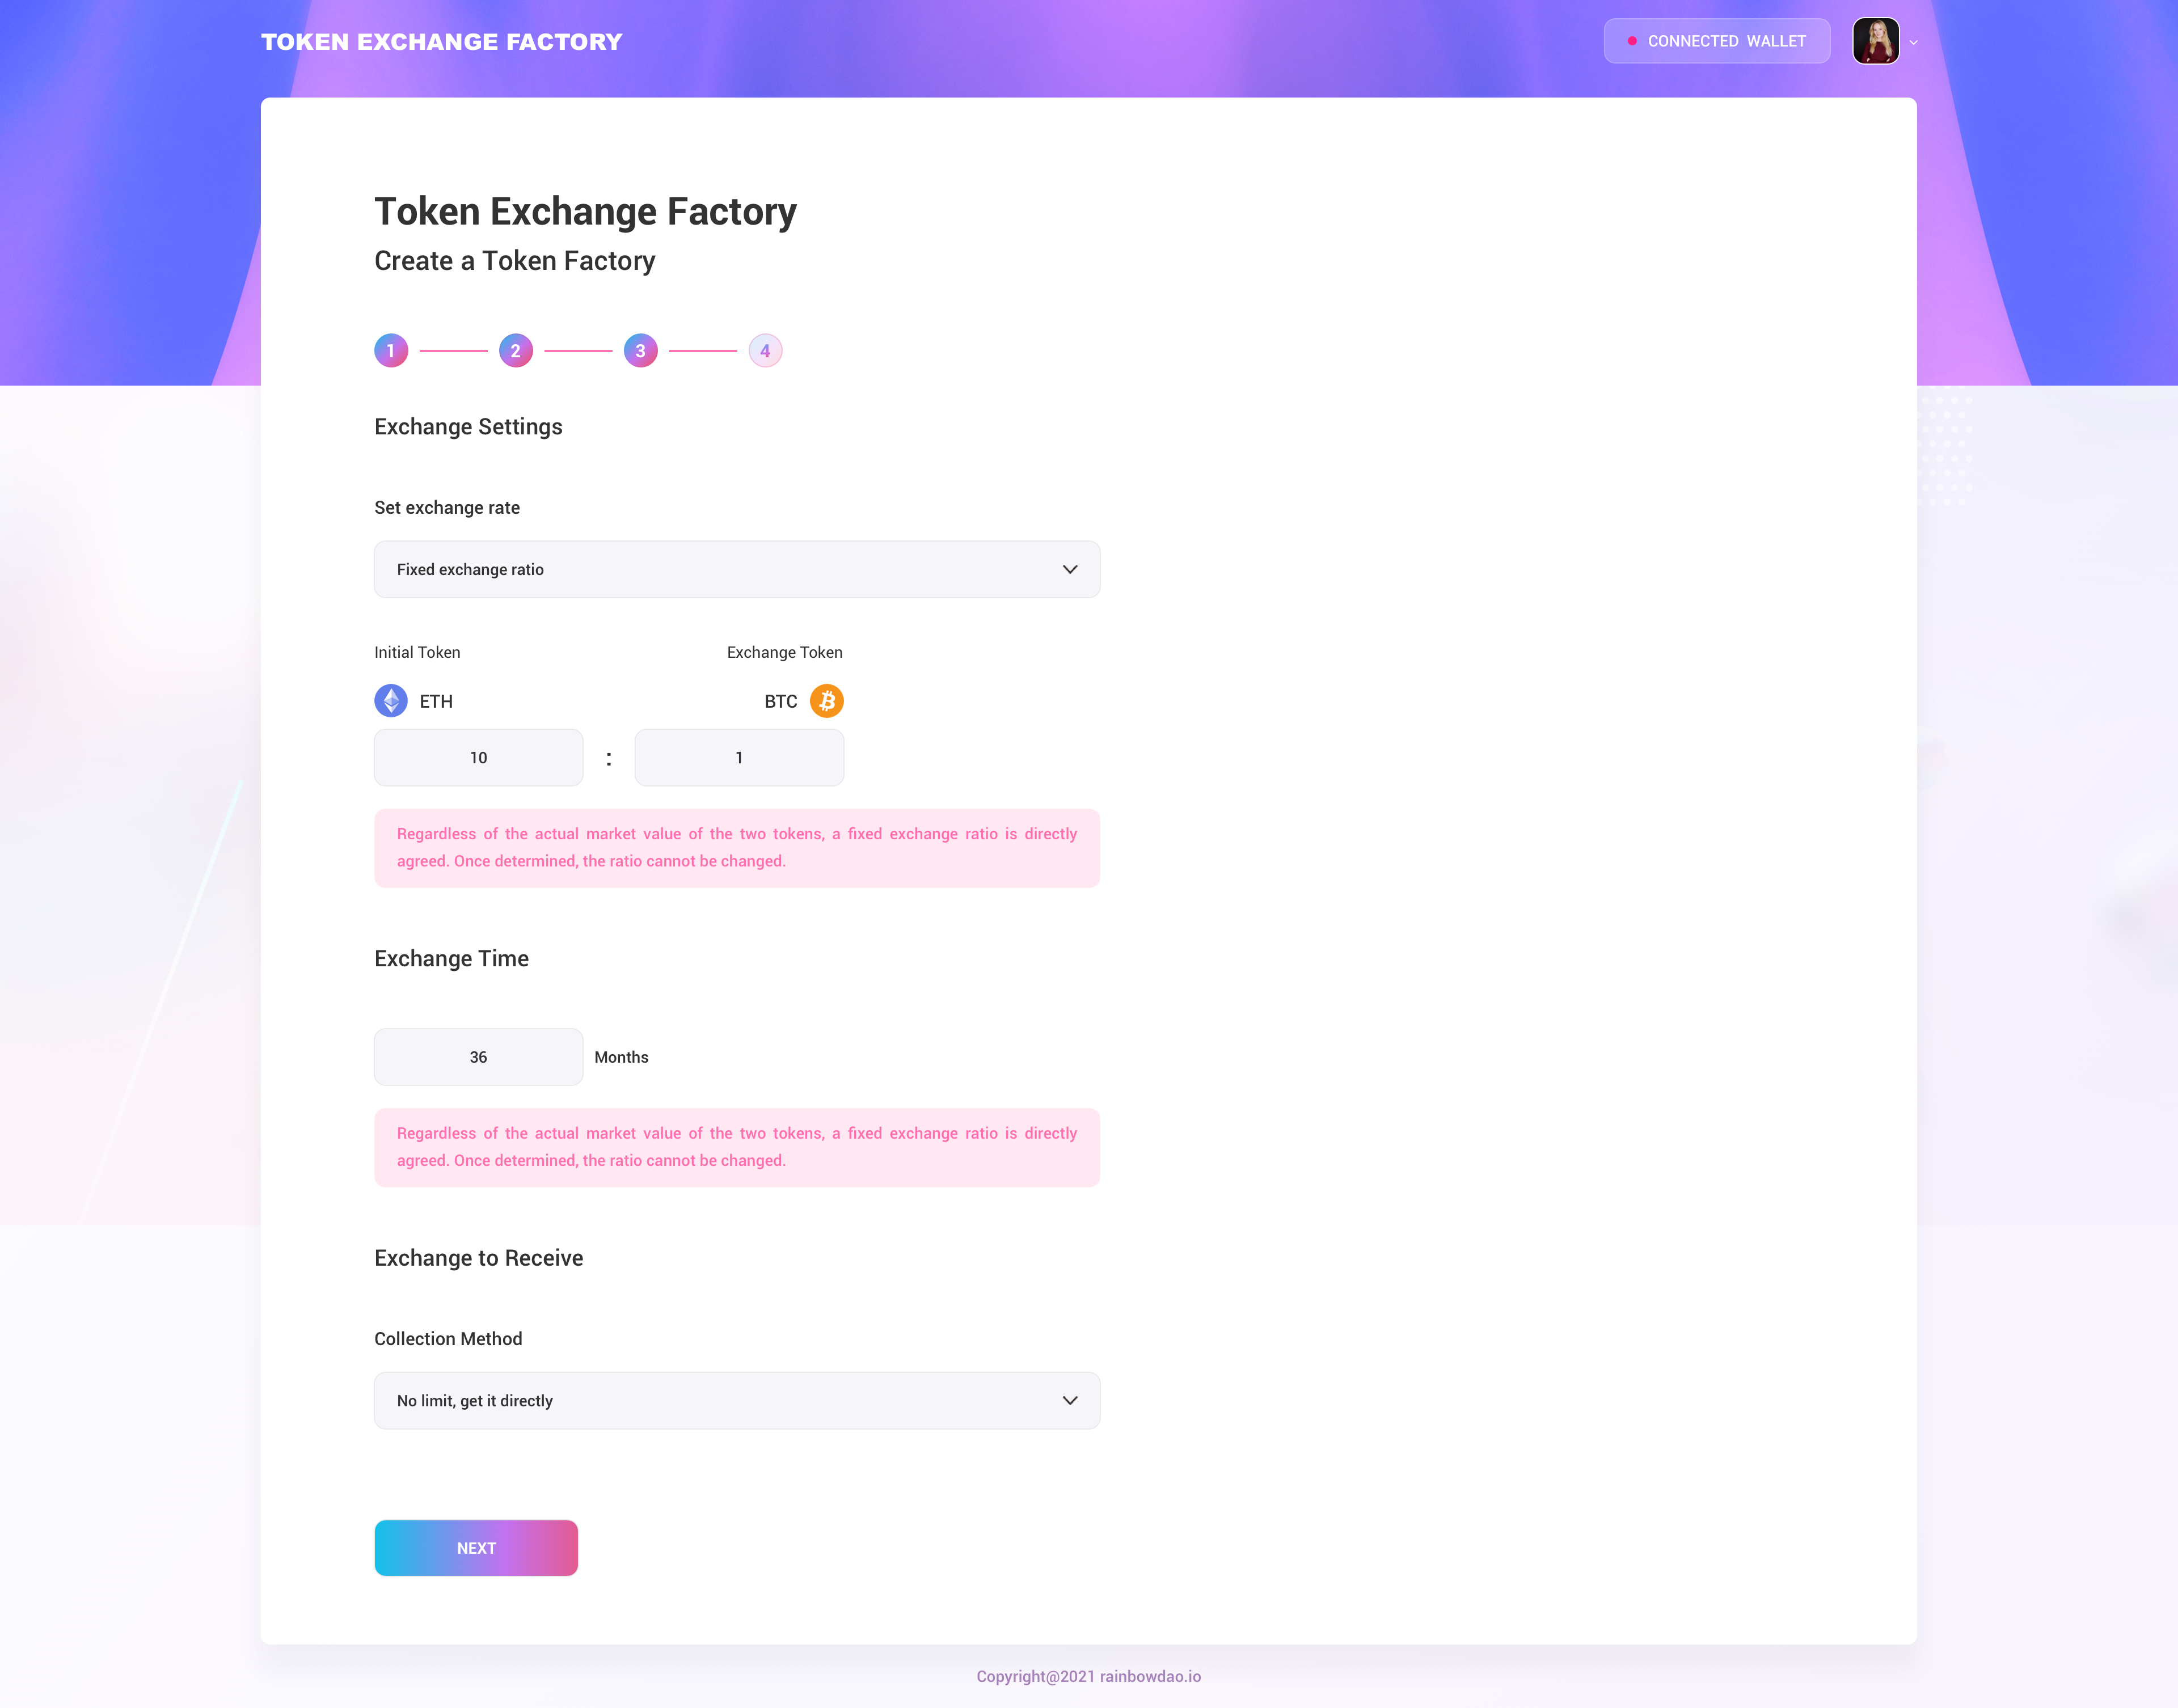 TOKEN EXCHANGE FACTORY
CONNECTED WALLET
Token Exchange Factory
Create a Token Factory
1 2 3 4
Exchange Settings
Set exchange rate
Fixed exchange ratio
Initial Token Exchange Token
ETH BTC
10 : 1
Regardless of the actual market value of the two tokens, a fixed exchange ratio is directly
agreed. Once determined, the ratio cannot be changed.
Exchange Time
36 Months
Regardless of the actual market value of the two tokens, a fixed exchange ratio is directly
agreed. Once determined, the ratio cannot be changed.
Exchange to Receive
Collection Method
No limit, get it directly
NEXT
Copyright@2021 rainbowdao.io